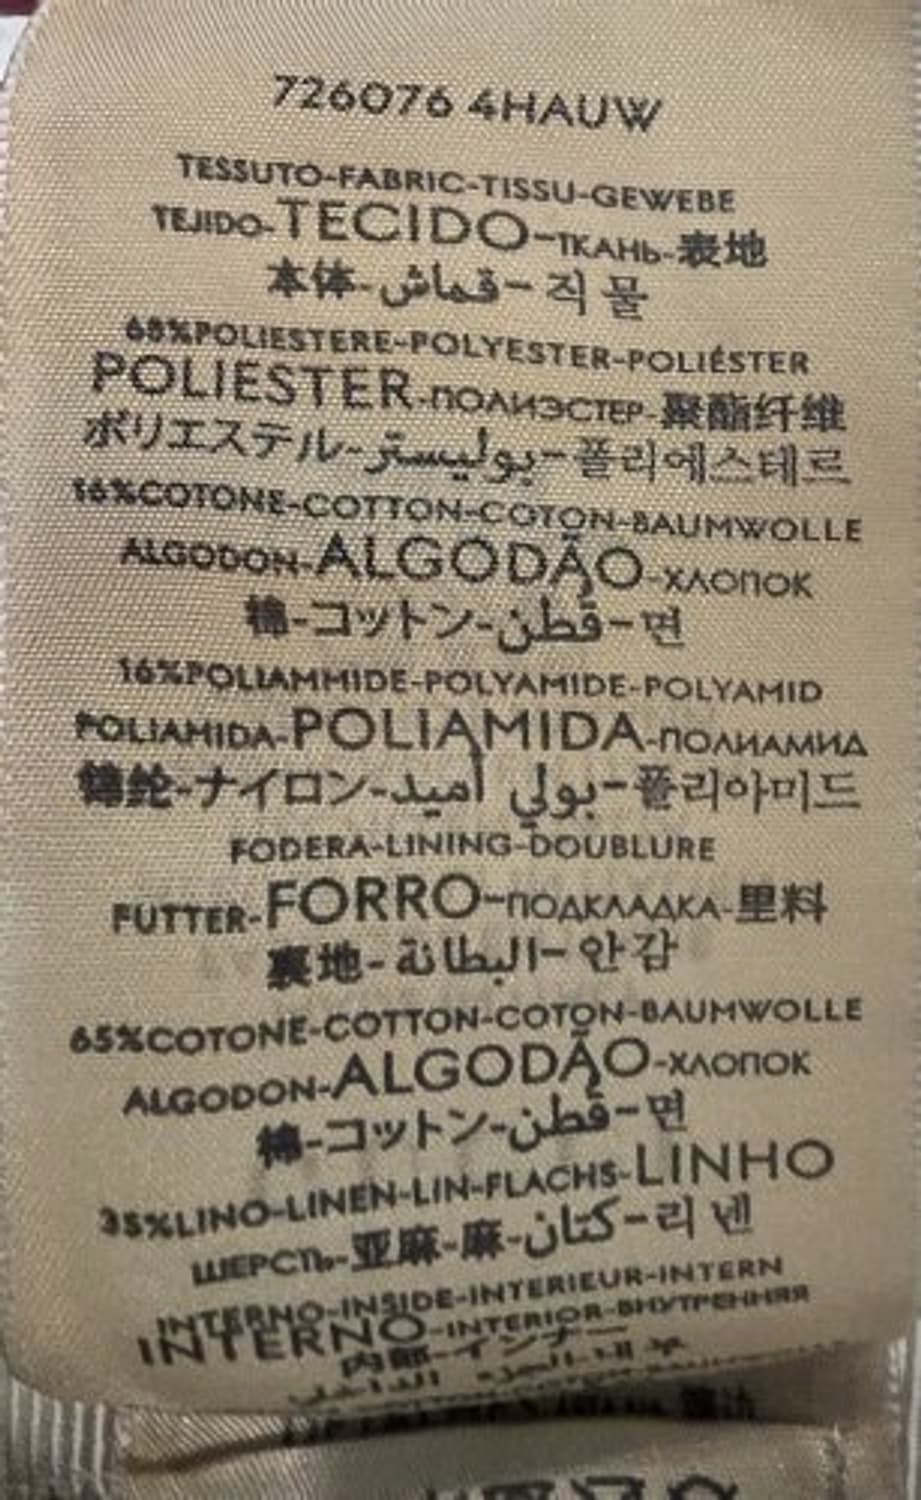 726076 4HAUW
TESSUTO-FABRIC-TISSU-GEWEBE
TEJIDO-TECIDO-ТКАНЬ-表地
本体-قماش-직물
68%POLIESTERE-POLYESTER-POLIÉSTER
POLIESTER-ПОЛИЭСТЕР-聚酯纤维
ポリエステル-بوليستر-폴리에스테르
16%COTONE-COTTON-COTON-BAUMWOLLE
ALGODON-ALGODÃO-ХЛОПОК
棉-コットン-قطن-면
16%POLIAMMIDE-POLYAMIDE-POLYAMID
POLIAMIDA-POLIAMIDA-ПОЛИАМИД
锦纶-ナイロン-بولي أميد-폴리아미드
FODERA-LINING-DOUBLURE
FUTTER-FORRO-ПОДКЛАДКА-里料
裏地-البطانة-안감
65%COTONE-COTTON-COTON-BAUMWOLLE
ALGODON-ALGODÃO-ХЛОПОК
棉-コットン-قطن-면
35%LINO-LINEN-LIN-FLACHS-LINHO
ШЕРСТЬ-亚麻-麻-كتان-리넨
INTERNO-INSIDE-INTERIEUR-INTERN
INTERNO-INTERIOR-ВНУТРЕННЯЯ
内部-インナー